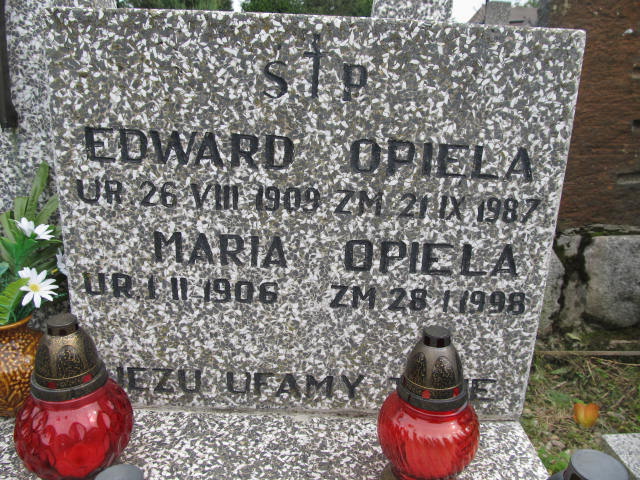 S P
EDWARD OPIELA
UR 26 VIII 1909 ZM 21 IX 1987
MARIA OPIELA
UR 1 II 1906 ZM 28 I 1998
JEZU UFAMY